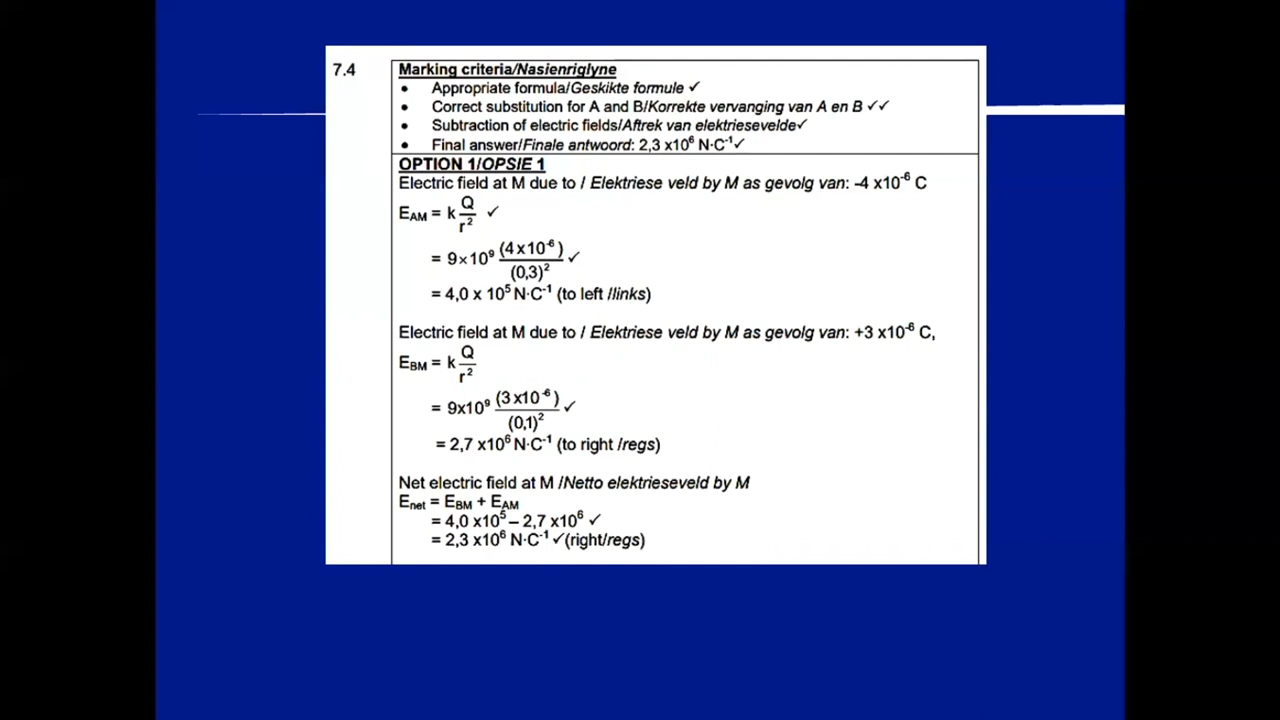 7.4
Marking criteria/Nasienriglyne
• Appropriate formula/Geskikte formule ✓
• Correct substitution for A and B/Korrekte vervanging van A en B ✓✓
• Subtraction of electric fields/Aftrek van elektriesevelde✓
• Final answer/Finale antwoord: 2,3 x10⁶ N·C⁻¹✓
OPTION 1/OPSIE 1
Electric field at M due to / Elektriese veld by M as gevolg van: -4 x10⁻⁶ C
E_AM = k Q/r² ✓
= 9×10⁹ (4x10⁻⁶)/(0,3)² ✓
= 4,0 x 10⁵ N·C⁻¹ (to left /links)
Electric field at M due to / Elektriese veld by M as gevolg van: +3 x10⁻⁶ C,
E_BM = k Q/r²
= 9x10⁹ (3x10⁻⁶)/(0,1)² ✓
= 2,7 x10⁶ N·C⁻¹ (to right /regs)
Net electric field at M /Netto elektrieseveld by M
E_net = E_BM + E_AM
= 4,0 x10⁵ – 2,7 x10⁶ ✓
= 2,3 x10⁶ N·C⁻¹ ✓(right/regs)